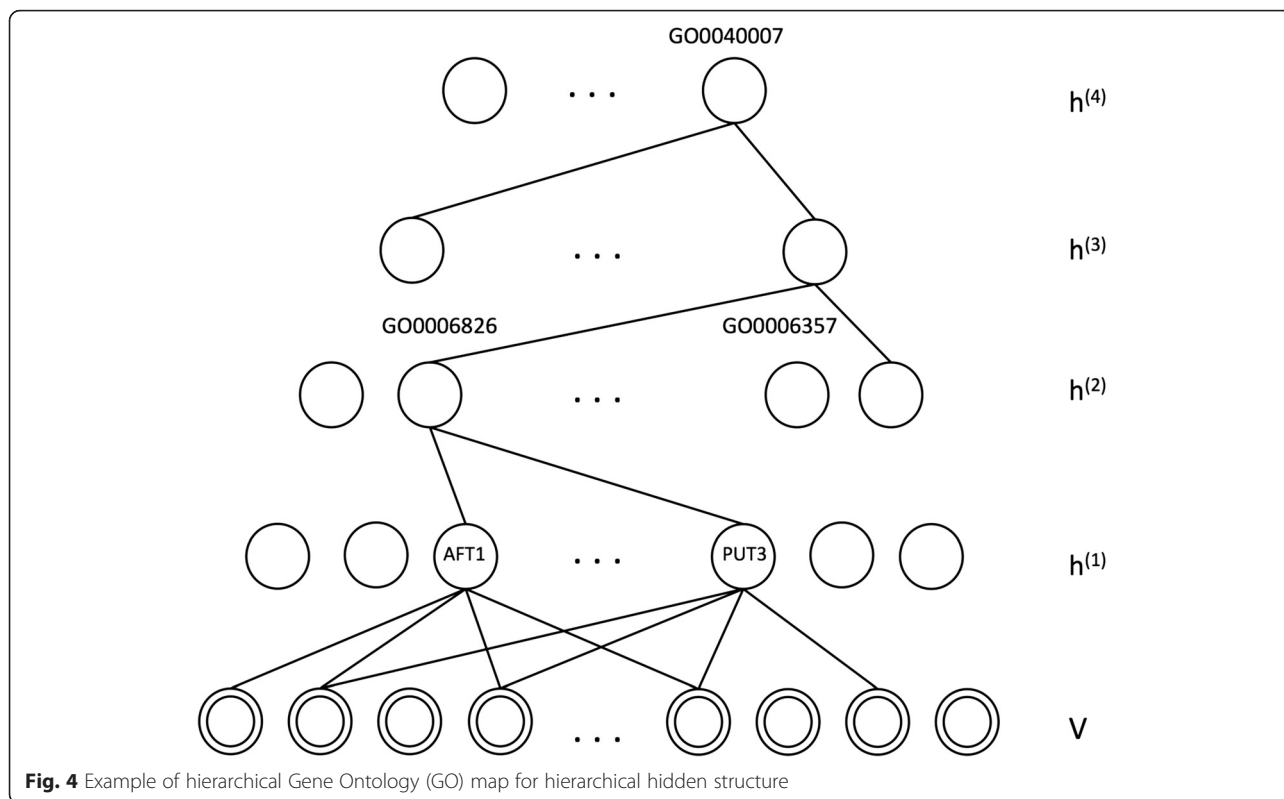 GO0040007
. . .
h(4)
. . .
h(3)
GO0006826
GO0006357
. . .
h(2)
AFT1
. . .
PUT3
h(1)
. . .
V
Fig. 4 Example of hierarchical Gene Ontology (GO) map for hierarchical hidden structure